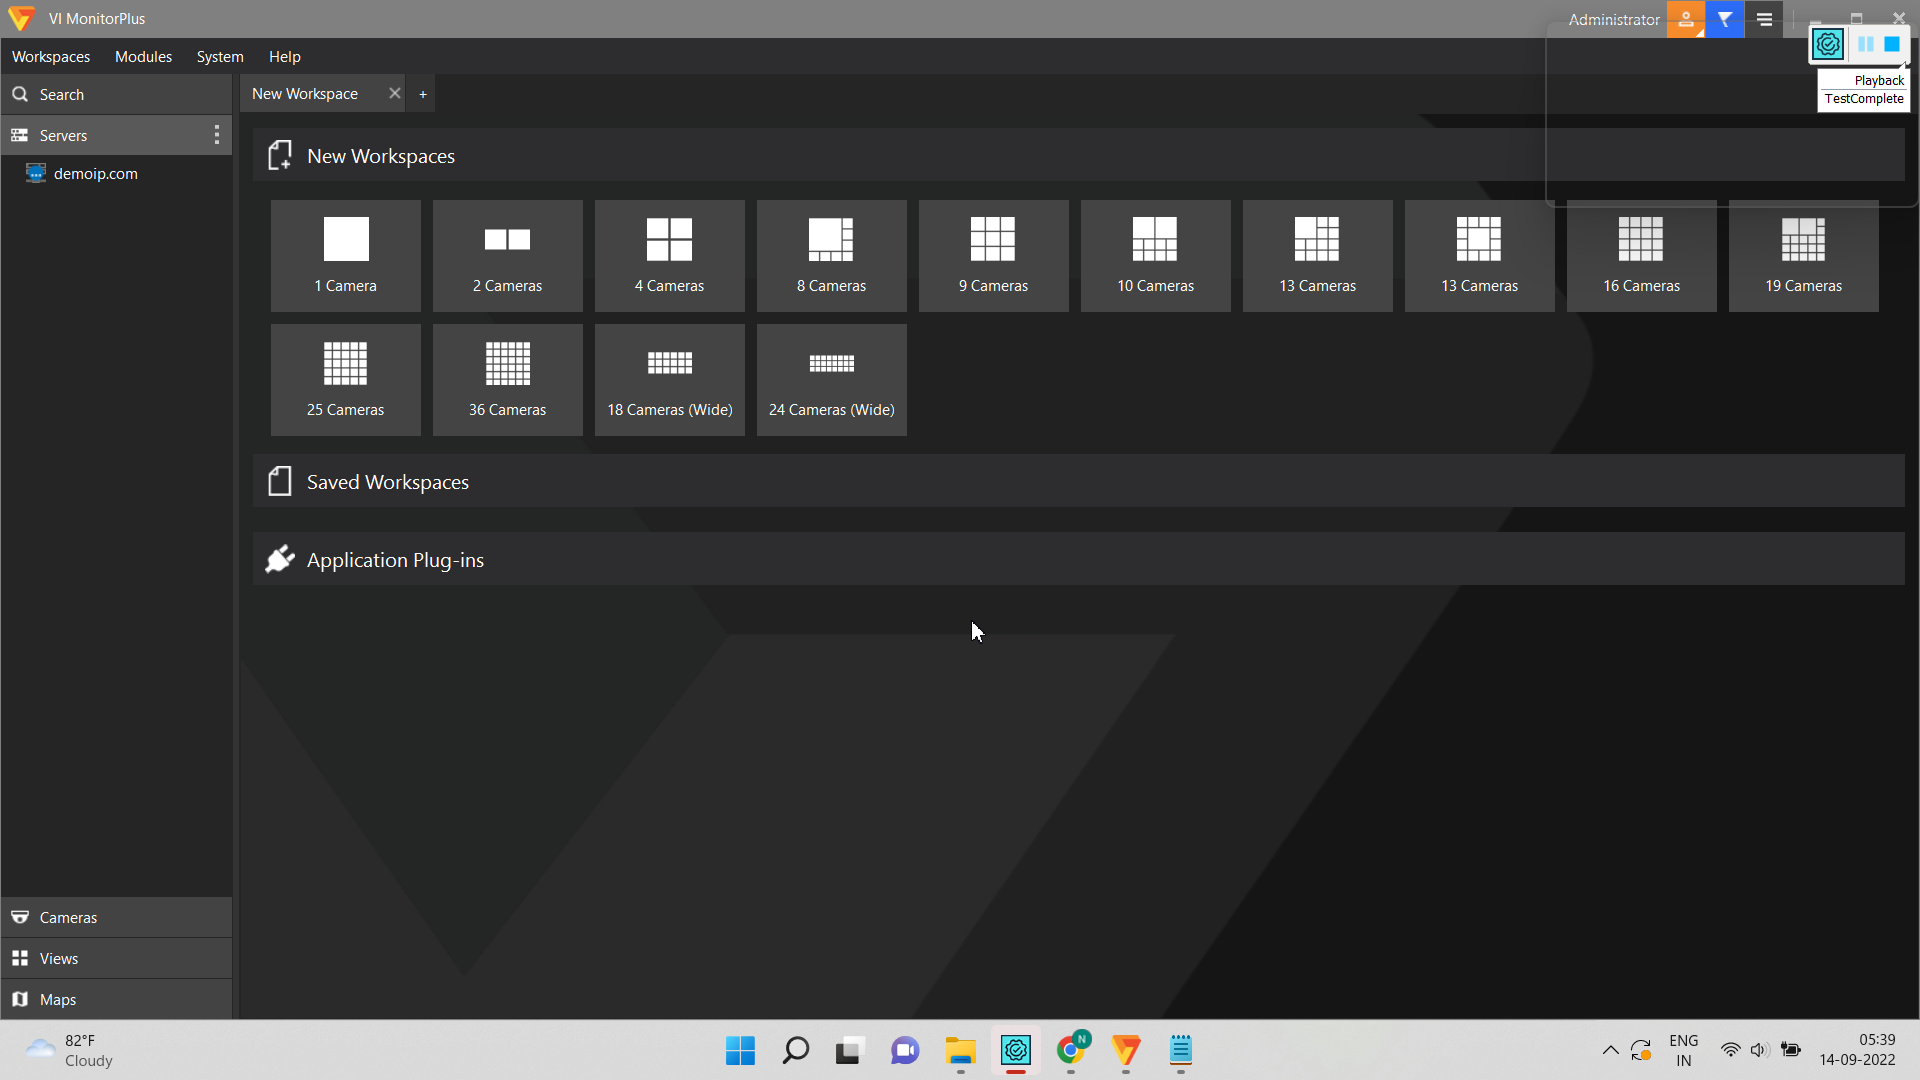 VI MonitorPlus
Administrator
Workspaces Modules System Help
Playback
TestComplete
Search
New Workspace
+
Servers
demoip.com
New Workspaces
1 Camera
2 Cameras
4 Cameras
8 Cameras
9 Cameras
10 Cameras
13 Cameras
13 Cameras
16 Cameras
19 Cameras
25 Cameras
36 Cameras
18 Cameras (Wide)
24 Cameras (Wide)
Saved Workspaces
Application Plug-ins
Cameras
Views
Maps
82°F
Cloudy
N
ENG
IN
05:39
14-09-2022